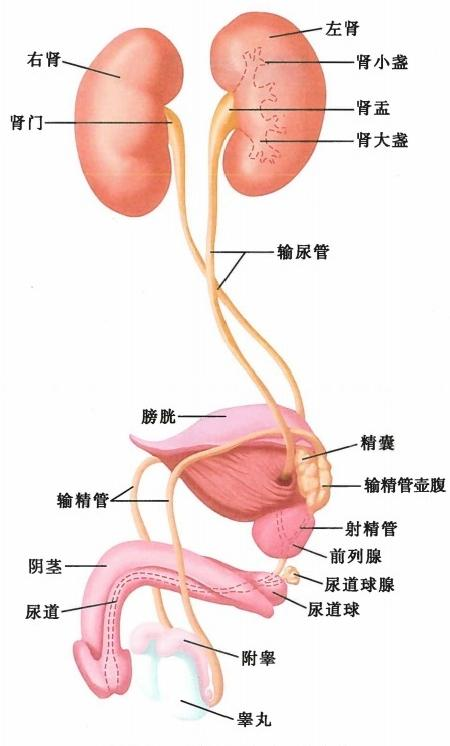 左肾
右肾
肾小盏
肾门
肾盂
肾大盏
输尿管
膀胱
精囊
输精管壶腹
输精管
射精管
前列腺
阴茎
尿道球腺
尿道
尿道球
附睾
睾丸